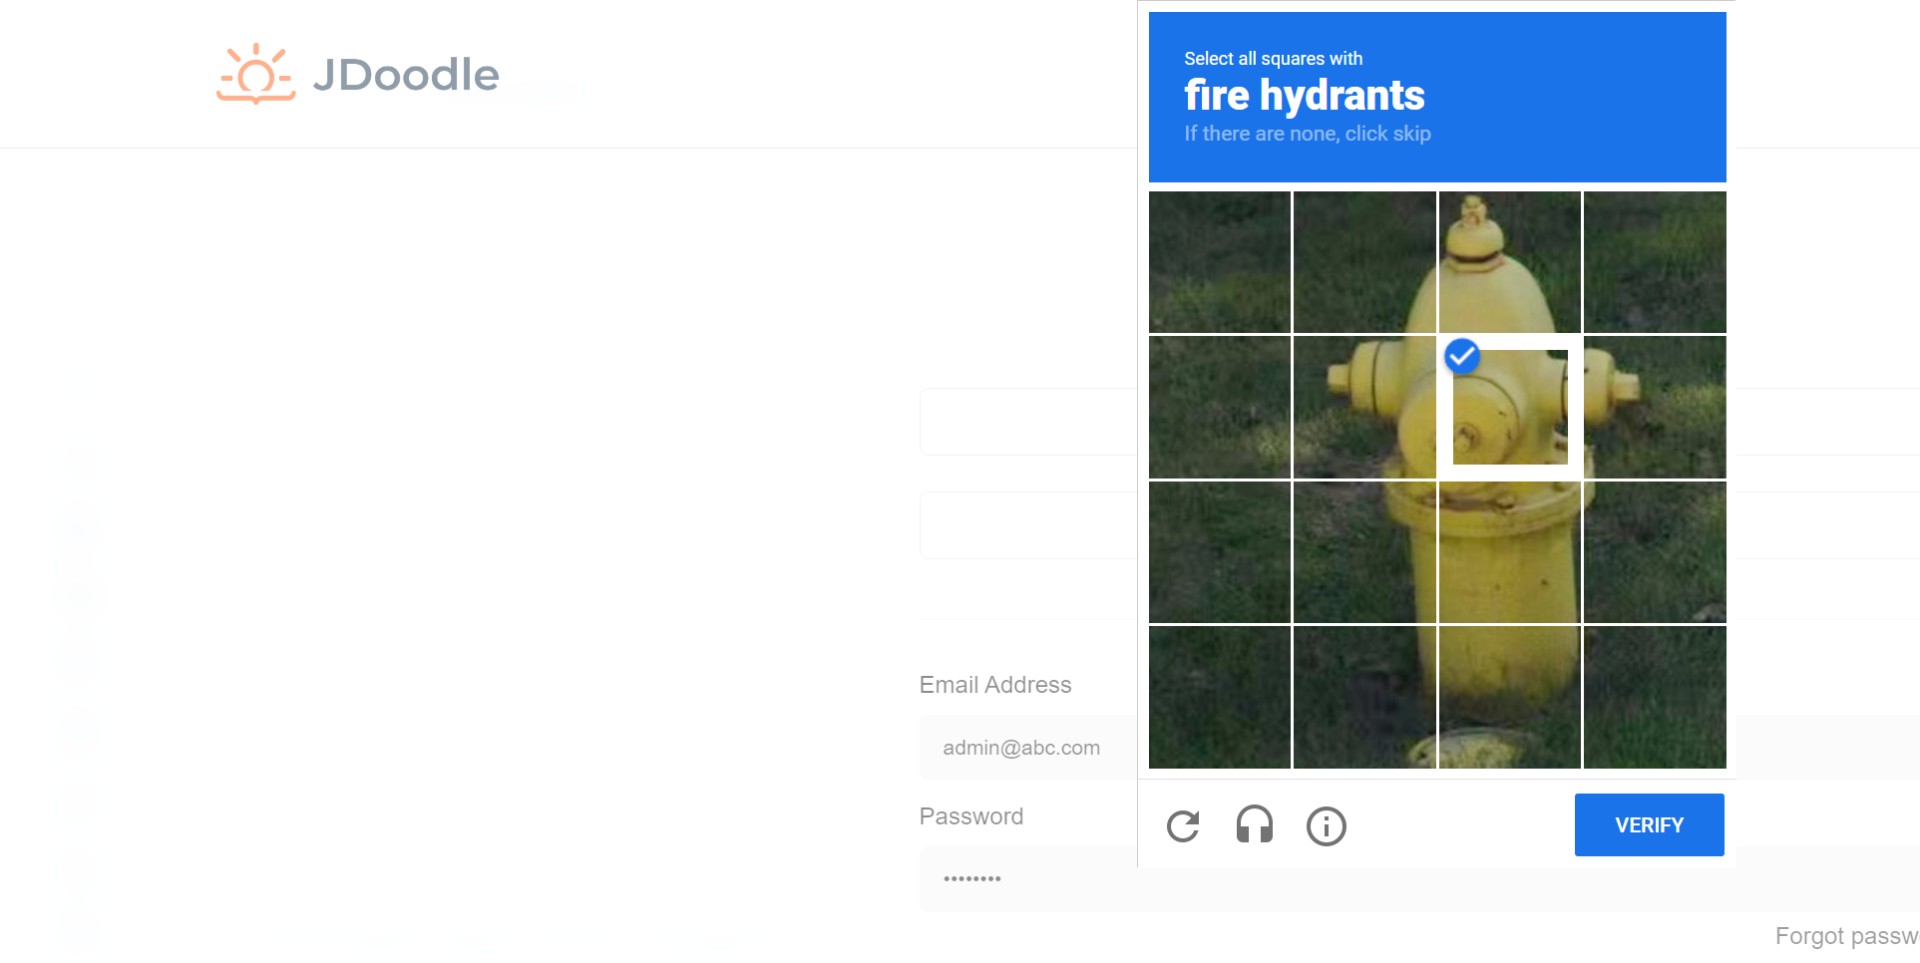 JDoodle
Select all squares with
fire hydrants
If there are none, click skip
Email Address
admin@abc.com
Password
••••••••
VERIFY
Forgot passw